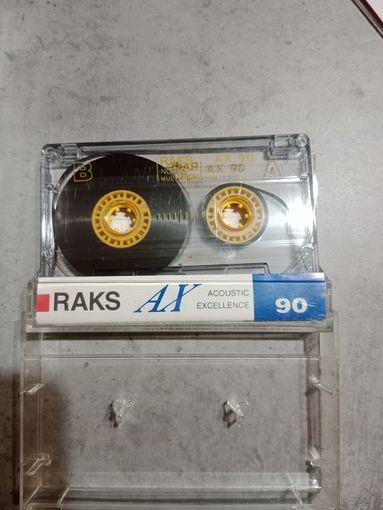 B
RAKS AX 90
AX 90
A
RAKS AX ACOUSTIC EXCELLENCE 90